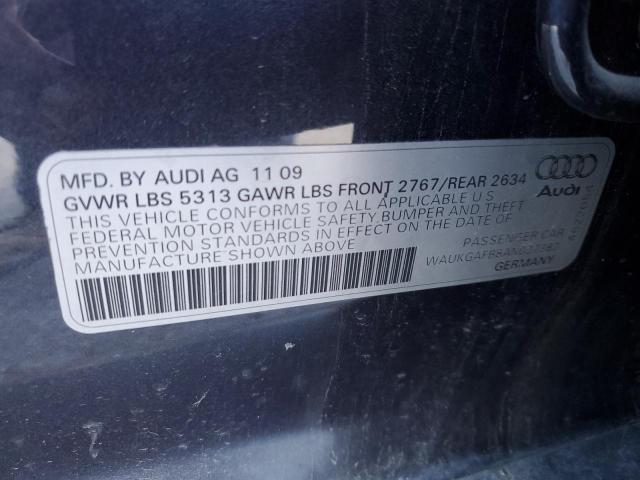 MFD. BY AUDI AG 11 09
GVWR LBS 5313 GAWR LBS FRONT 2767/REAR 2634
THIS VEHICLE CONFORMS TO ALL APPLICABLE U S
FEDERAL MOTOR VEHICLE SAFETY,BUMPER AND THEFT
PREVENTION STANDARDS IN EFFECT ON THE DATE OF
MANUFACTURE SHOWN ABOVE
Audi
PASSENGER CAR
GERMANY